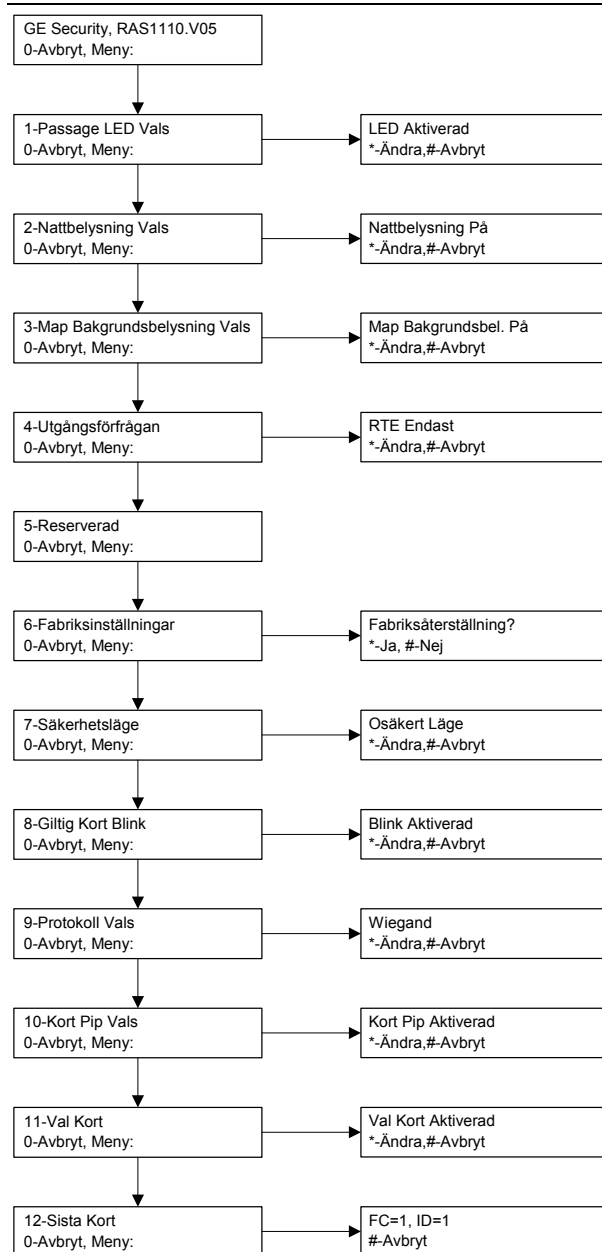 GE Security, RAS1110.V05
0-Avbryt, Meny:
1-Passage LED Vals
0-Avbryt, Meny:
LED Aktiverad
*-Ändra,#-Avbryt
2-Nattbelysning Vals
0-Avbryt, Meny:
Nattbelysning På
*-Ändra,#-Avbryt
3-Map Bakgrundsbelysning Vals
0-Avbryt, Meny:
Map Bakgrundsbel. På
*-Ändra,#-Avbryt
4-Utgångsförfrågan
0-Avbryt, Meny:
RTE Endast
*-Ändra,#-Avbryt
5-Reserverad
0-Avbryt, Meny:
6-Fabriksinställningar
0-Avbryt, Meny:
Fabriksåterställning?
*-Ja, #-Nej
7-Säkerhetsläge
0-Avbryt, Meny:
Osäkert Läge
*-Ändra,#-Avbryt
8-Giltig Kort Blink
0-Avbryt, Meny:
Blink Aktiverad
*-Ändra,#-Avbryt
9-Protokoll Vals
0-Avbryt, Meny:
Wiegand
*-Ändra,#-Avbryt
10-Kort Pip Vals
0-Avbryt, Meny:
Kort Pip Aktiverad
*-Ändra,#-Avbryt
11-Val Kort
0-Avbryt, Meny:
Val Kort Aktiverad
*-Ändra,#-Avbryt
12-Sista Kort
0-Avbryt, Meny:
FC=1, ID=1
#-Avbryt